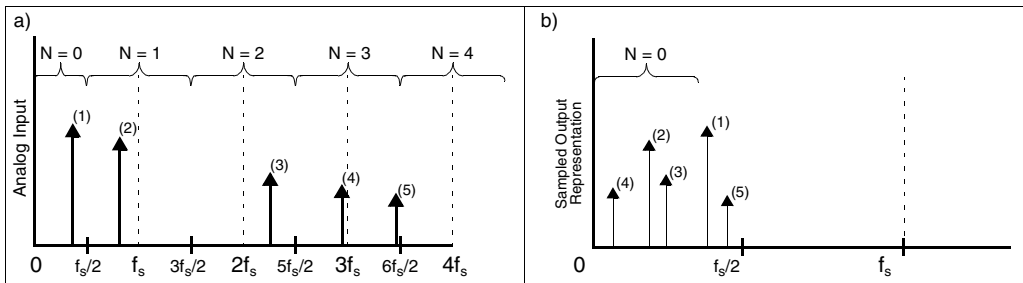 a)
N = 0 N = 1 N = 2 N = 3 N = 4
Analog Input
(1)
(2)
(3)
(4)
(5)
0 fs/2 fs 3fs/2 2fs 5fs/2 3fs 6fs/2 4fs
b)
N = 0
Sampled Output
Representation
(1)
(2)
(3)
(4)
(5)
0 fs/2 fs